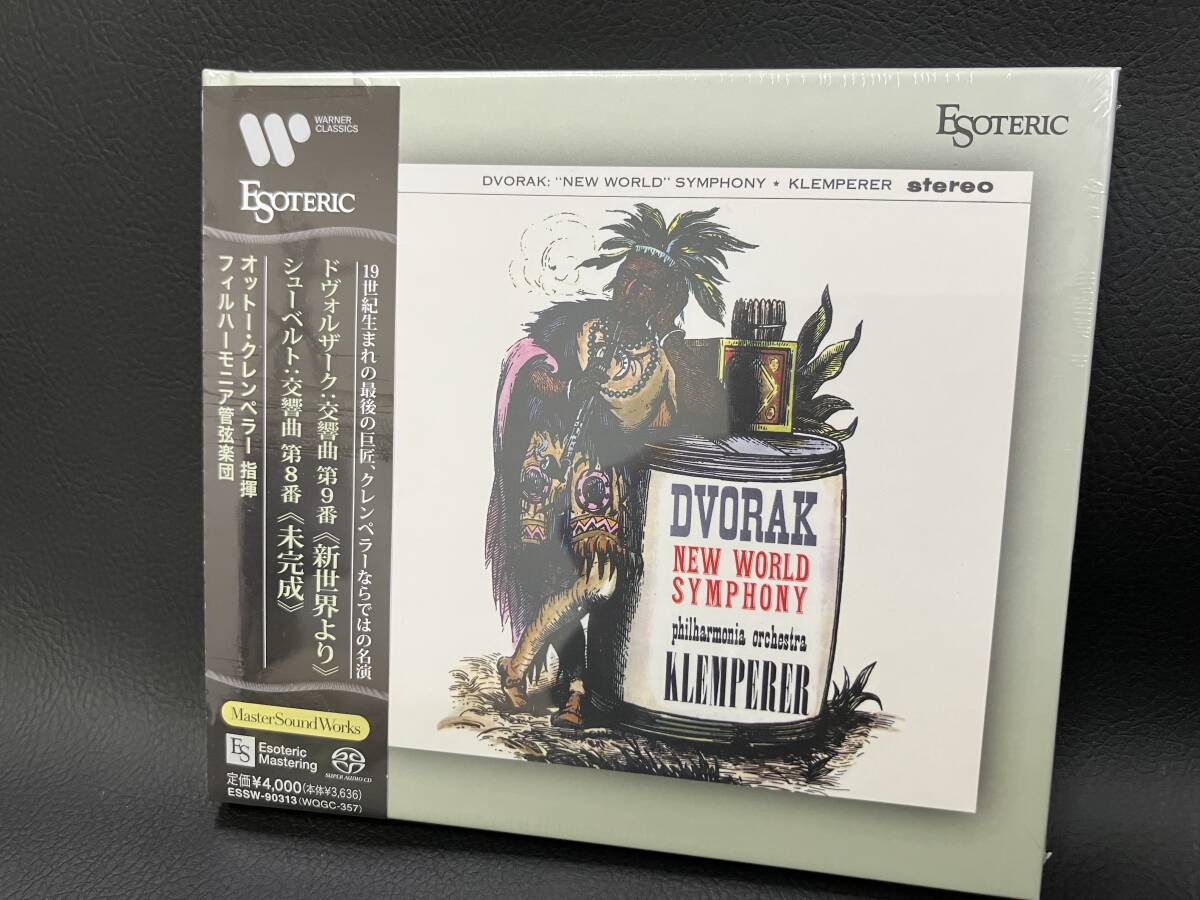 WARNER
CLASSICS
ESOTERIC
19世紀生まれの最後の巨匠、クレンペラーならではの名演
ドヴォルザーク:交響曲 第9番《新世界より》
シューベルト:交響曲 第8番《未完成》
オットー・クレンペラー 指揮
フィルハーモニア管弦楽団
MasterSoundWorks
ES
Esoteric
Mastering
SUPER AUDIO CD
定価¥4,000(本体¥3,636)
ESSW-90313(WQGC-357)
ESOTERIC
DVORAK: "NEW WORLD" SYMPHONY ★ KLEMPERER stereo
DVORAK
NEW WORLD
SYMPHONY
philharmonia orchestra
KLEMPERER